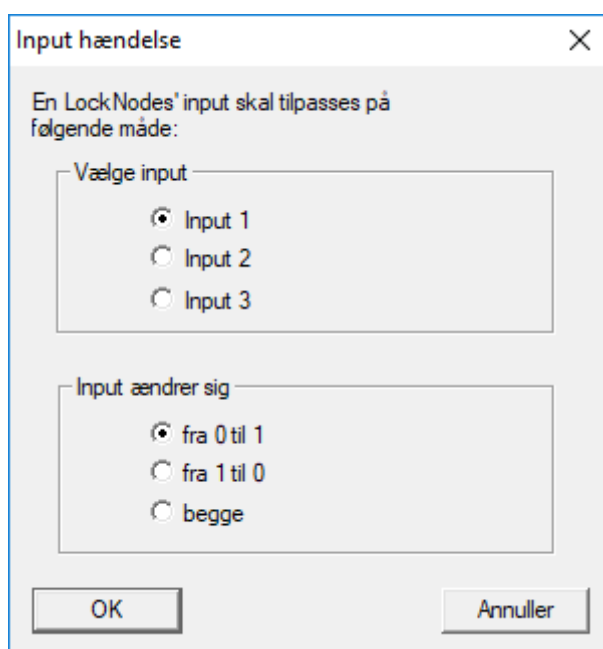 Input hændelse
En LockNodes' input skal tilpasses på
følgende måde:
Vælge input
Input 1
Input 2
Input 3
Input ændrer sig
fra 0 til 1
fra 1 til 0
begge
OK
Annuller